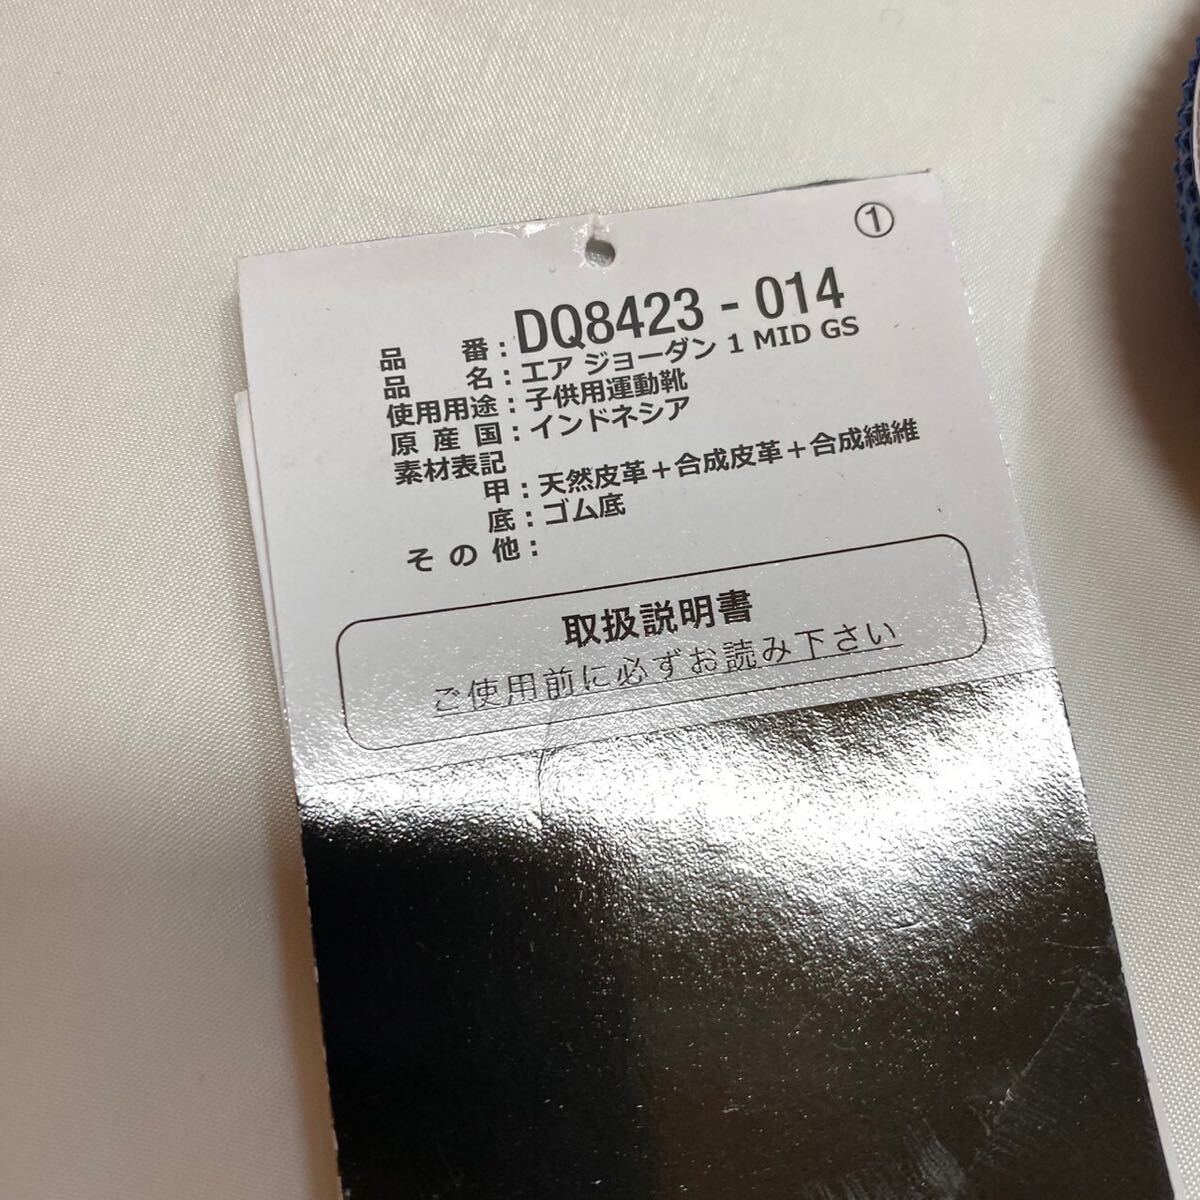 ①
品番：DQ8423 - 014
品名：エア ジョーダン 1 MID GS
使用用途：子供用運動靴
原産国：インドネシア
素材表記
甲：天然皮革＋合成皮革＋合成繊維
底：ゴム底
その他：
取扱説明書
ご使用前に必ずお読み下さい